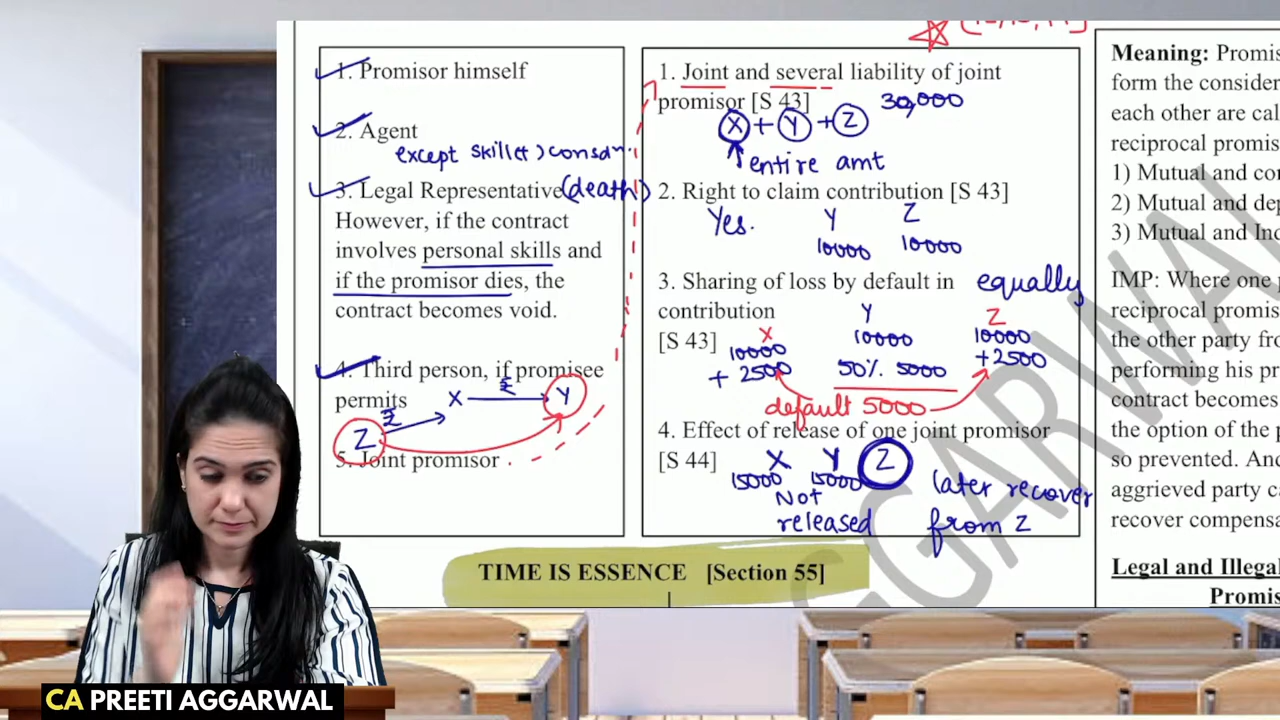 1. Promisor himself
2. Agent
except skill(t) consdn.
3. Legal Representative (death)
However, if the contract
involves personal skills and
if the promisor dies, the
contract becomes void.
4. Third person, if promisee
permits
X ₹ Y
Z ₹
5. Joint promisor
1. Joint and several liability of joint
promisor [S 43] 30,000
X + Y + Z
entire amt
2. Right to claim contribution [S 43]
Yes. Y Z
10000 10000
3. Sharing of loss by default in equally
contribution
[S 43] X Y Z
10000 10000 10000
+ 2500 50% 5000 +2500
default 5000
4. Effect of release of one joint promisor
[S 44] X Y Z
15000 15000 later recover
Not
released from Z
TIME IS ESSENCE [Section 55]
Meaning: Promis
form the consider
each other are cal
reciprocal promis
1) Mutual and con
2) Mutual and dep
3) Mutual and Ind
IMP: Where one p
reciprocal promis
the other party fro
performing his pr
contract becomes
the option of the p
so prevented. And
aggrieved party ca
recover compensa
Legal and Illegal
Promis
GGARWAL
CA PREETI AGGARWAL